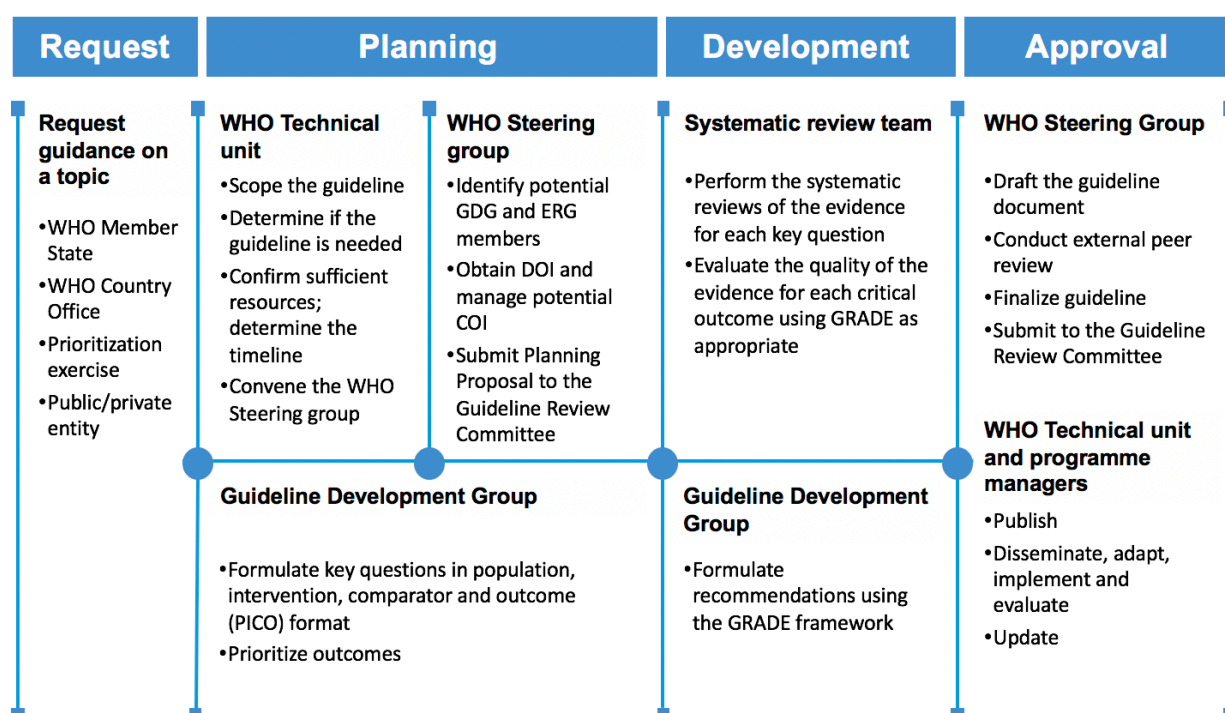 Request
Planning
Development
Approval
Request
guidance on
a topic
•WHO Member
State
•WHO Country
Office
•Prioritization
exercise
•Public/private
entity
WHO Technical
unit
•Scope the guideline
•Determine if the
guideline is needed
•Confirm sufficient
resources;
determine the
timeline
•Convene the WHO
Steering group
WHO Steering
group
•Identify potential
GDG and ERG
members
•Obtain DOI and
manage potential
COI
•Submit Planning
Proposal to the
Guideline Review
Committee
Guideline Development Group
•Formulate key questions in population,
intervention, comparator and outcome
(PICO) format
•Prioritize outcomes
Systematic review team
•Perform the systematic
reviews of the evidence
for each key question
•Evaluate the quality of the
evidence for each critical
outcome using GRADE as
appropriate
Guideline Development
Group
•Formulate
recommendations using
the GRADE framework
WHO Steering Group
•Draft the guideline
document
•Conduct external peer
review
•Finalize guideline
•Submit to the Guideline
Review Committee
WHO Technical unit
and programme
managers
•Publish
•Disseminate, adapt,
implement and
evaluate
•Update